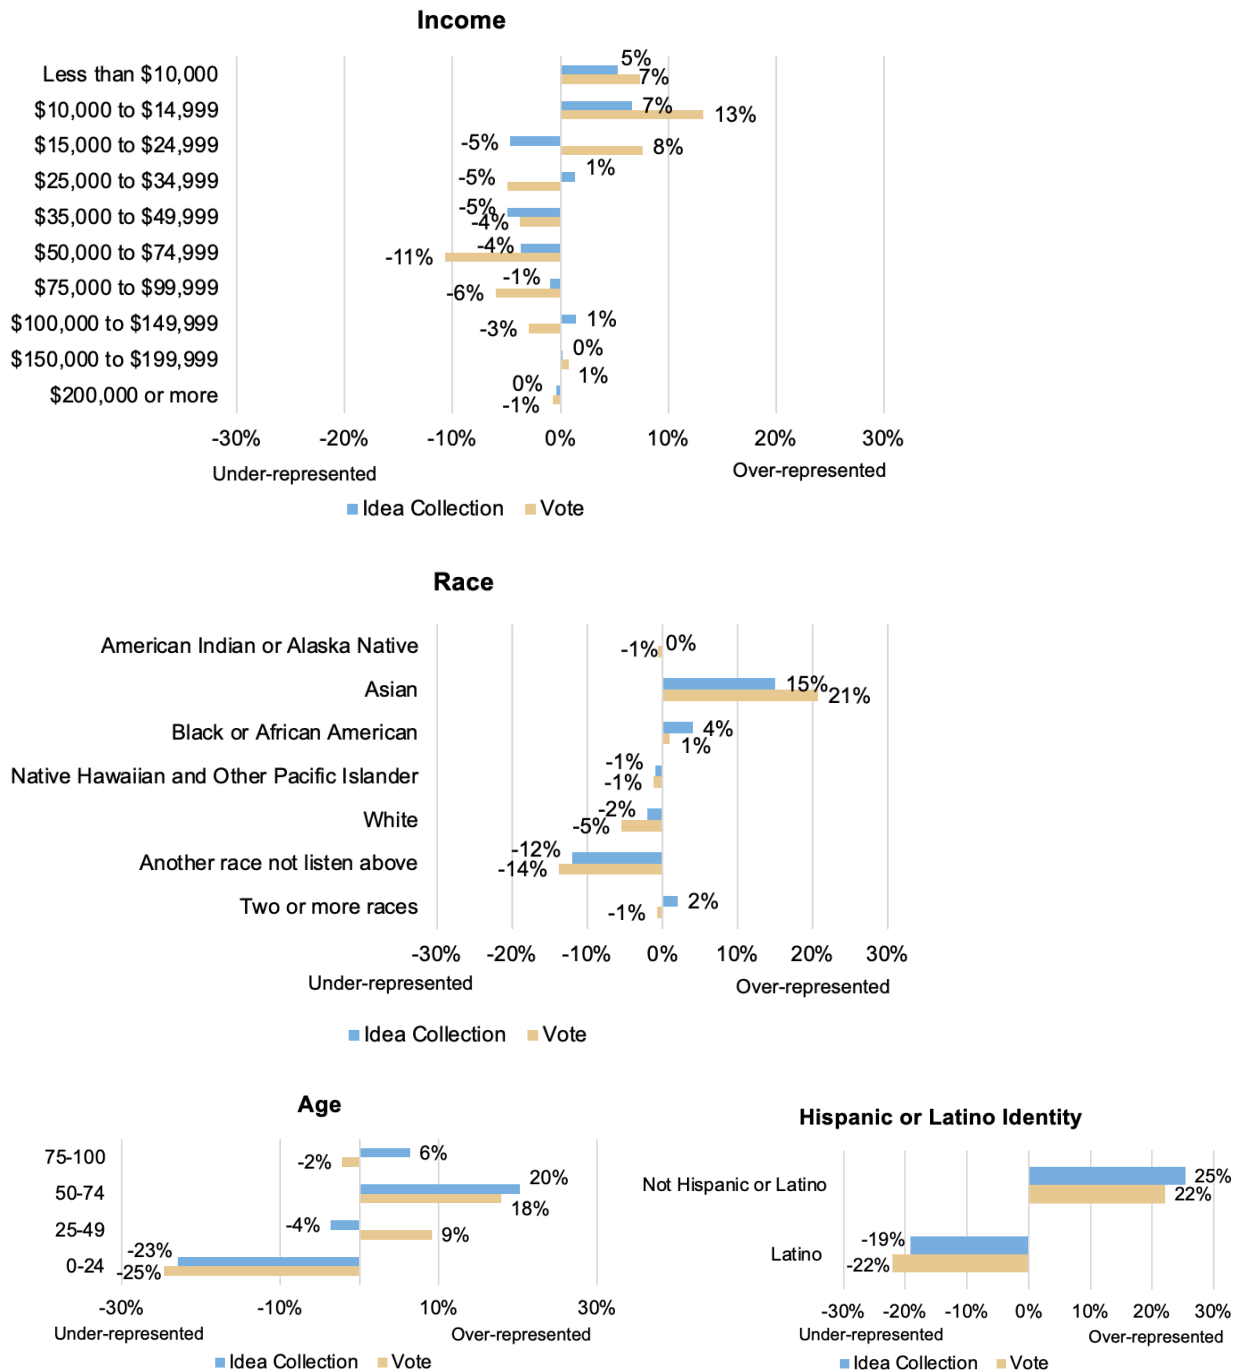 Income
Less than $10,000 5% 7%
$10,000 to $14,999 7% 13%
$15,000 to $24,999 -5% 8%
$25,000 to $34,999 -5% 1%
$35,000 to $49,999 -5% -4%
$50,000 to $74,999 -4% -11%
$75,000 to $99,999 -1% -6%
$100,000 to $149,999 -3% 1%
$150,000 to $199,999 0% 1%
$200,000 or more 0% -1%
-30% -20% -10% 0% 10% 20% 30%
Under-represented Over-represented
Idea Collection Vote
Race
American Indian or Alaska Native -1% 0%
Asian 15% 21%
Black or African American 4% 1%
Native Hawaiian and Other Pacific Islander -1% -1%
White -2% -5%
Another race not listen above -12% -14%
Two or more races -1% 2%
-30% -20% -10% 0% 10% 20% 30%
Under-represented Over-represented
Idea Collection Vote
Age
75-100 -2% 6%
50-74 20% 18%
25-49 -4% 9%
0-24 -23% -25%
-30% -10% 10% 30%
Under-represented Over-represented
Idea Collection Vote
Hispanic or Latino Identity
Not Hispanic or Latino 25% 22%
Latino -19% -22%
-30% -20% -10% 0% 10% 20% 30%
Under-represented Over-represented
Idea Collection Vote